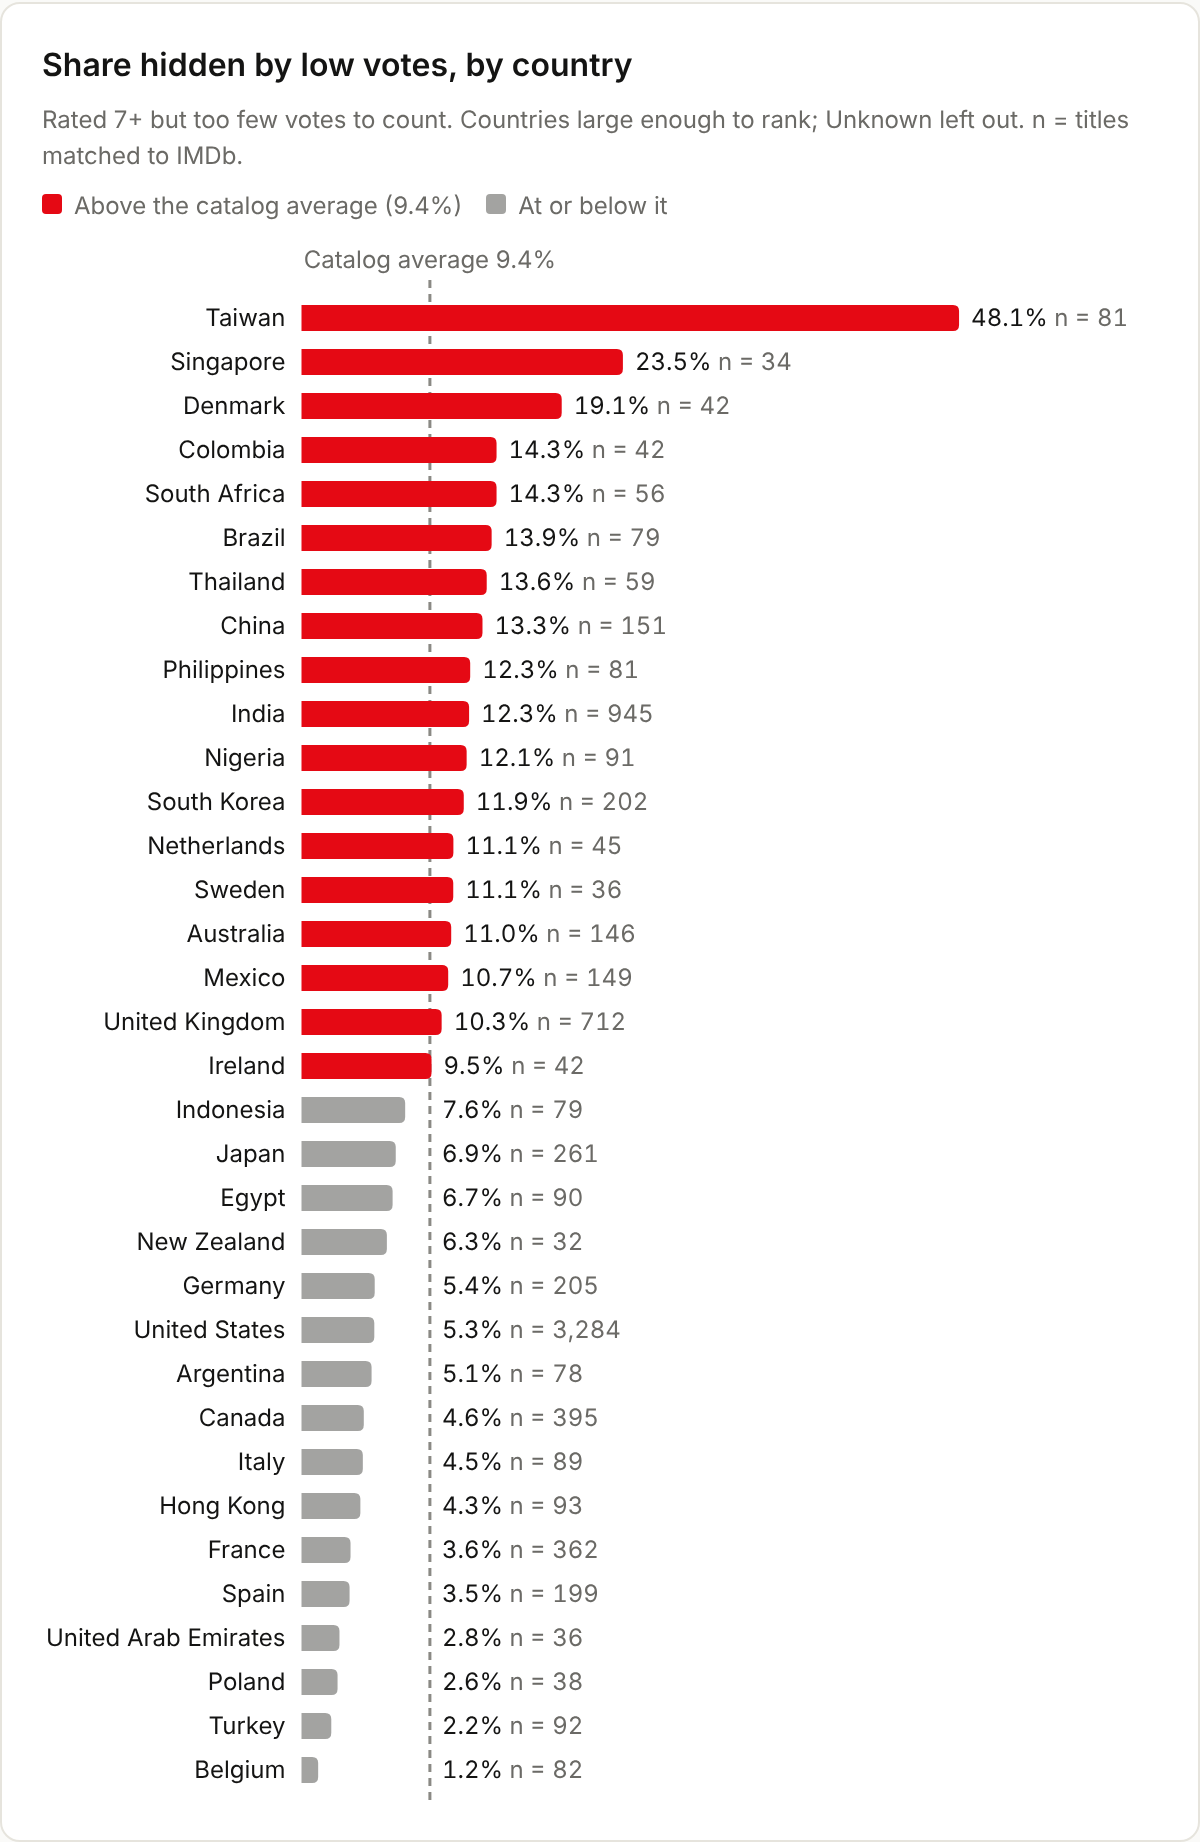 Share hidden by low votes, by country
Rated 7+ but too few votes to count. Countries large enough to rank; Unknown left out. n = titles
matched to IMDb.
Above the catalog average (9.4%) At or below it
Catalog average 9.4%
Taiwan 48.1% n = 81
Singapore 23.5% n = 34
Denmark 19.1% n = 42
Colombia 14.3% n = 42
South Africa 14.3% n = 56
Brazil 13.9% n = 79
Thailand 13.6% n = 59
China 13.3% n = 151
Philippines 12.3% n = 81
India 12.3% n = 945
Nigeria 12.1% n = 91
South Korea 11.9% n = 202
Netherlands 11.1% n = 45
Sweden 11.1% n = 36
Australia 11.0% n = 146
Mexico 10.7% n = 149
United Kingdom 10.3% n = 712
Ireland 9.5% n = 42
Indonesia 7.6% n = 79
Japan 6.9% n = 261
Egypt 6.7% n = 90
New Zealand 6.3% n = 32
Germany 5.4% n = 205
United States 5.3% n = 3,284
Argentina 5.1% n = 78
Canada 4.6% n = 395
Italy 4.5% n = 89
Hong Kong 4.3% n = 93
France 3.6% n = 362
Spain 3.5% n = 199
United Arab Emirates 2.8% n = 36
Poland 2.6% n = 38
Turkey 2.2% n = 92
Belgium 1.2% n = 82